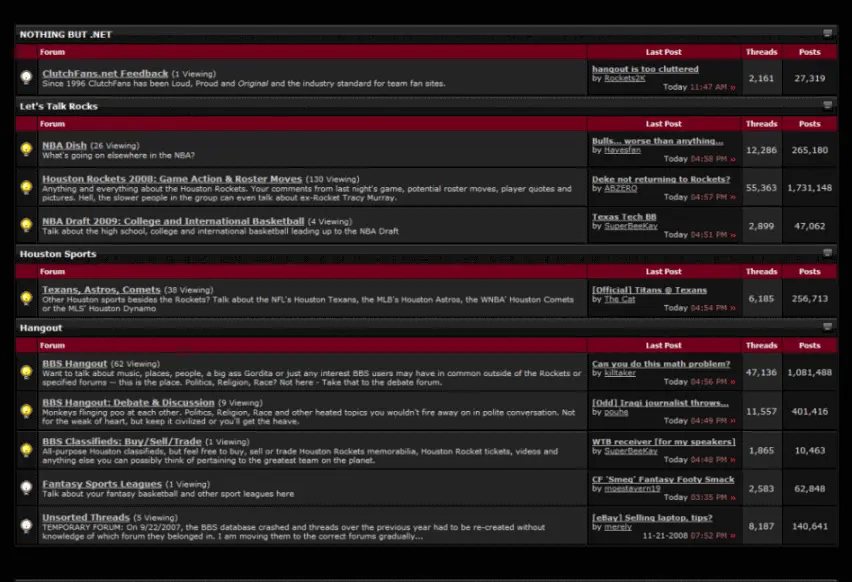 NOTHING BUT .NET
Forum Last Post Threads Posts
ClutchFans.net Feedback (1 Viewing)
Since 1996 ClutchFans has been Loud, Proud and Original and the industry standard for team fan sites.
hangout is too cluttered
by Rockets2K
Today 11:47 AM »
2,161 27,319
Let's Talk Rocks
Forum Last Post Threads Posts
NBA Dish (26 Viewing)
What's going on elsewhere in the NBA?
Bulls... worse than anything...
by Hayesfan
Today 04:58 PM »
12,286 265,180
Houston Rockets 2008: Game Action & Roster Moves (130 Viewing)
Anything and everything about the Houston Rockets. Your comments from last night's game, potential roster moves, player quotes and
pictures. Hell, the slower people in the group can even talk about ex-Rocket Tracy Murray.
Deke not returning to Rockets?
by ABZERO
Today 04:57 PM »
55,363 1,731,148
NBA Draft 2009: College and International Basketball (4 Viewing)
Talk about the high school, college and international basketball leading up to the NBA Draft
Texas Tech BB
by SuperBeeKay
Today 04:51 PM »
2,899 47,062
Houston Sports
Forum Last Post Threads Posts
Texans, Astros, Comets (38 Viewing)
Other Houston sports besides the Rockets? Talk about the NFL's Houston Texans, the MLB's Houston Astros, the WNBA' Houston Comets
or the MLS' Houston Dynamo
[Official] Titans @ Texans
by The Cat
Today 04:54 PM »
6,185 256,713
Hangout
Forum Last Post Threads Posts
BBS Hangout (62 Viewing)
Want to talk about music, places, people, a big ass Gordita or just any interest BBS users may have in common outside of the Rockets or
specified forums -- this is the place. Politics, Religion, Race? Not here - Take that to the debate forum.
Can you do this math problem?
by killtaker
Today 04:56 PM »
47,136 1,081,488
BBS Hangout: Debate & Discussion (9 Viewing)
Monkeys flinging poo at each other. Politics, Religion, Race and other heated topics you wouldn't fire away on in polite conversation. Not
for the weak of heart, but keep it civilized or you'll get the heave.
[Odd] Iraqi journalist throws...
by pouhe
Today 04:49 PM »
11,557 401,416
BBS Classifieds: Buy/Sell/Trade (1 Viewing)
All-purpose Houston classifieds, but feel free to buy, sell or trade Houston Rockets memorabilia, Houston Rocket tickets, videos and
anything else you can possibly think of pertaining to the greatest team on the planet.
WTB receiver [for my speakers]
by SuperBeeKay
Today 04:48 PM »
1,865 10,463
Fantasy Sports Leagues (1 Viewing)
Talk about your fantasy basketball and other sport leagues here
CF 'Smeg' Fantasy Footy Smack
by moestavern19
Today 03:35 PM »
2,583 62,848
Unsorted Threads (5 Viewing)
TEMPORARY FORUM: On 9/22/2007, the BBS database crashed and threads over the previous year had to be re-created without
knowledge of which forum they belonged in. I am moving them to the correct forums gradually...
[eBay] Selling laptop, tips?
by merely
11-21-2008 07:52 PM »
8,187 140,641